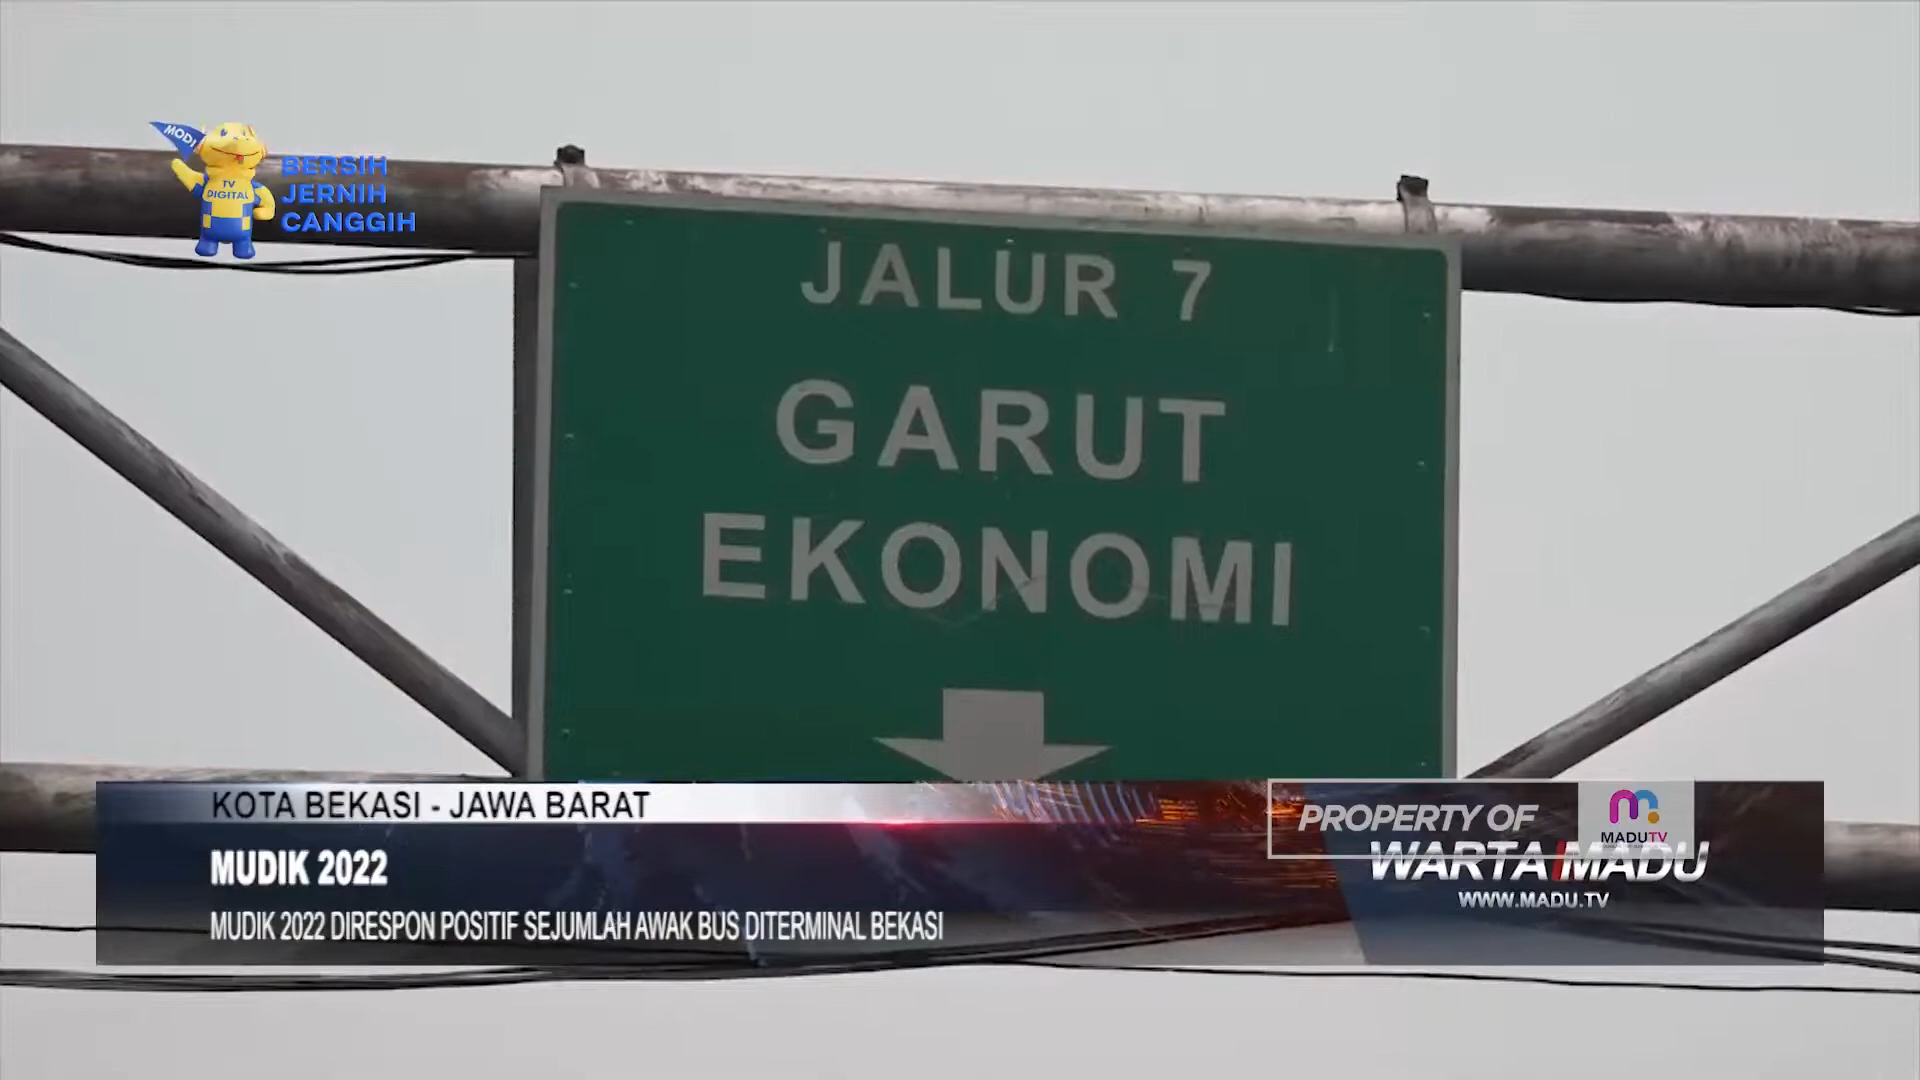 MODI
TV
DIGITAL
BERSIH
JERNIH
CANGGIH
JALUR 7
GARUT
EKONOMI
KOTA BEKASI - JAWA BARAT
MUDIK 2022
MUDIK 2022 DIRESPON POSITIF SEJUMLAH AWAK BUS DITERMINAL BEKASI
PROPERTY OF
MADUTV
WARTA MADU
WWW.MADU.TV